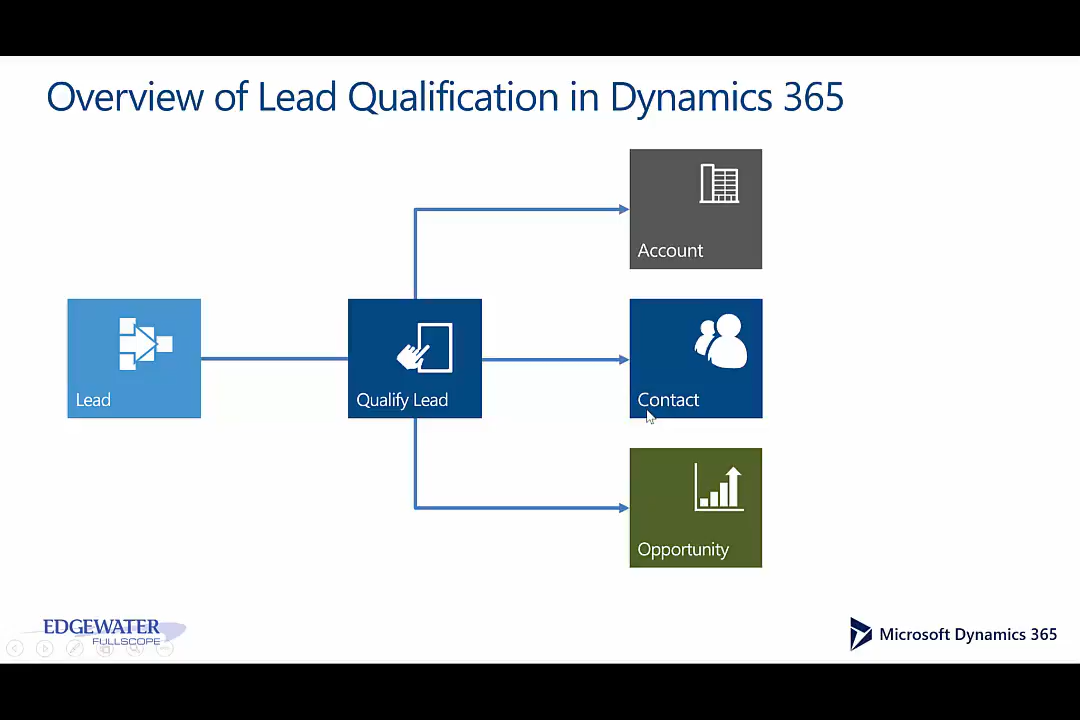 Overview of Lead Qualification in Dynamics 365
Account
Lead
Qualify Lead
Contact
Opportunity
EDGEWATER
FULLSCOPE
Microsoft Dynamics 365